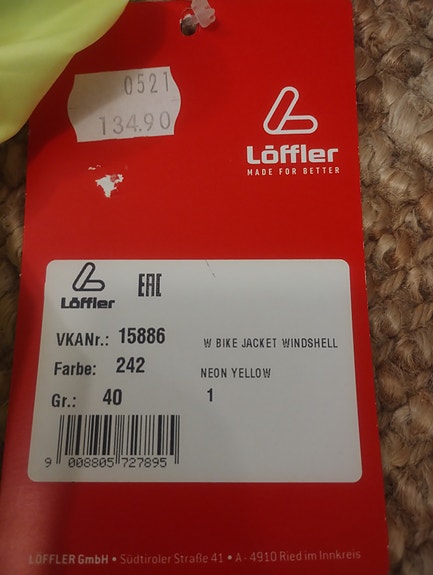 0521
134.90
Löffler
MADE FOR BETTER
Löffler EAC
VKANr.: 15886 W BIKE JACKET WINDSHELL
Farbe: 242 NEON YELLOW
Gr.: 40 1
9 008805 727895
LÖFFLER GmbH • Südtiroler Straße 41 • A - 4910 Ried im Innkreis